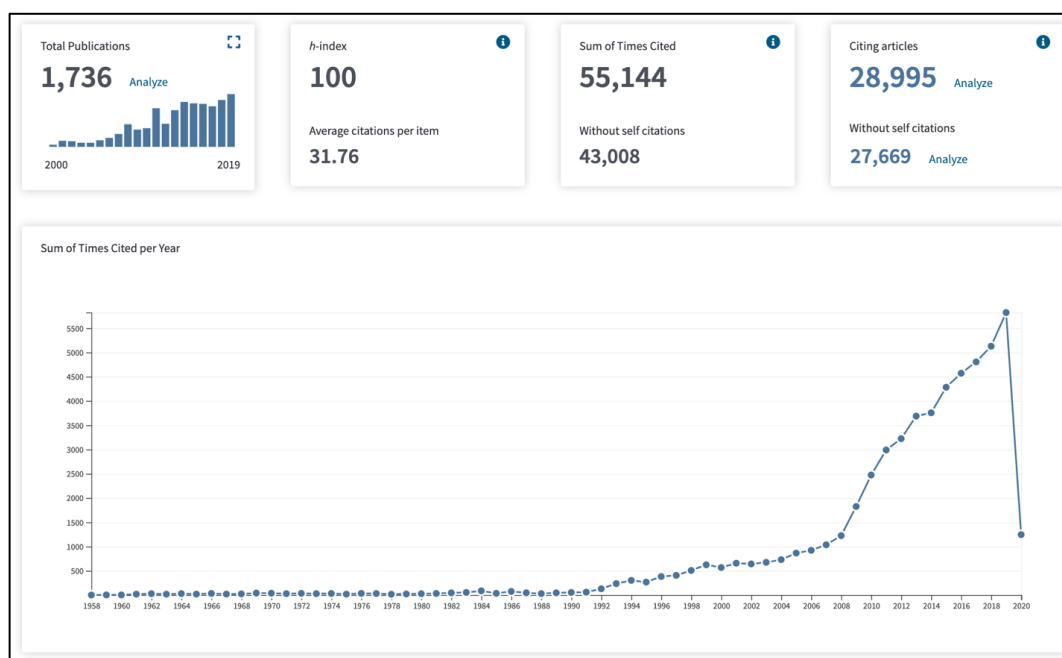 Total Publications
1,736 Analyze
2000 2019
h-index
100
Average citations per item
31.76
Sum of Times Cited
55,144
Without self citations
43,008
Citing articles
28,995 Analyze
Without self citations
27,669 Analyze
Sum of Times Cited per Year
5500
5000
4500
4000
3500
3000
2500
2000
1500
1000
500
1958 1960 1962 1964 1966 1968 1970 1972 1974 1976 1978 1980 1982 1984 1986 1988 1990 1992 1994 1996 1998 2000 2002 2004 2006 2008 2010 2012 2014 2016 2018 2020